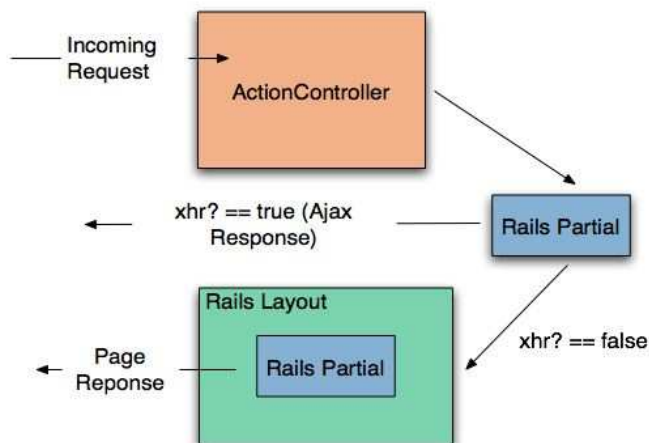 Incoming
Request
ActionController
xhr? == true (Ajax
Response)
Rails Partial
Rails Layout
xhr? == false
Page
Reponse
Rails Partial